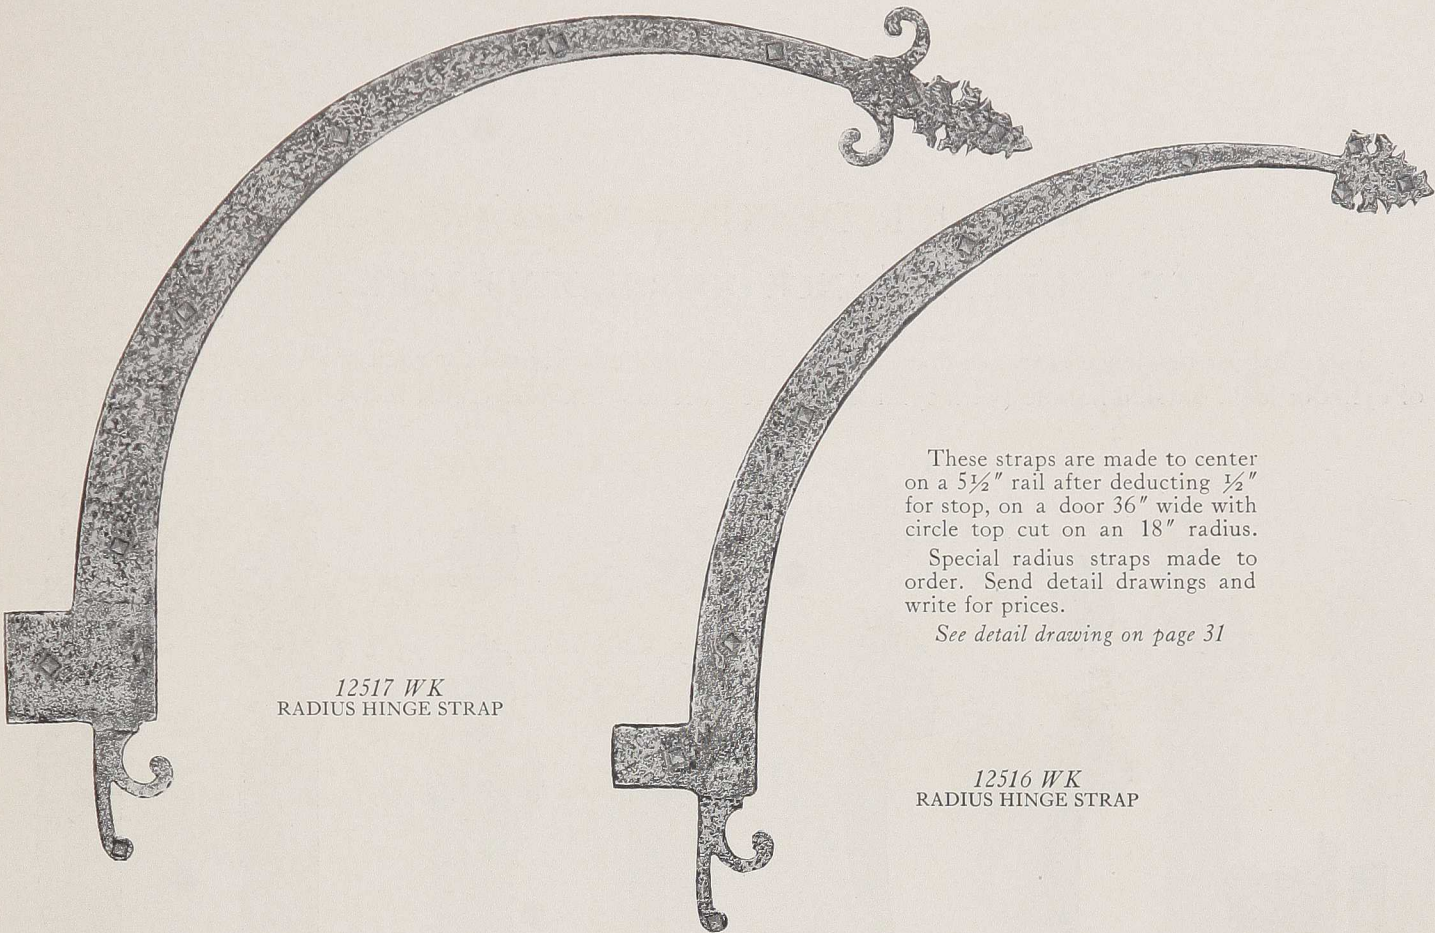 These straps are made to center
on a 5½″ rail after deducting ½″
for stop, on a door 36″ wide with
circle top cut on an 18″ radius.
Special radius straps made to
order. Send detail drawings and
write for prices.
See detail drawing on page 31
12517 WK
RADIUS HINGE STRAP
12516 WK
RADIUS HINGE STRAP